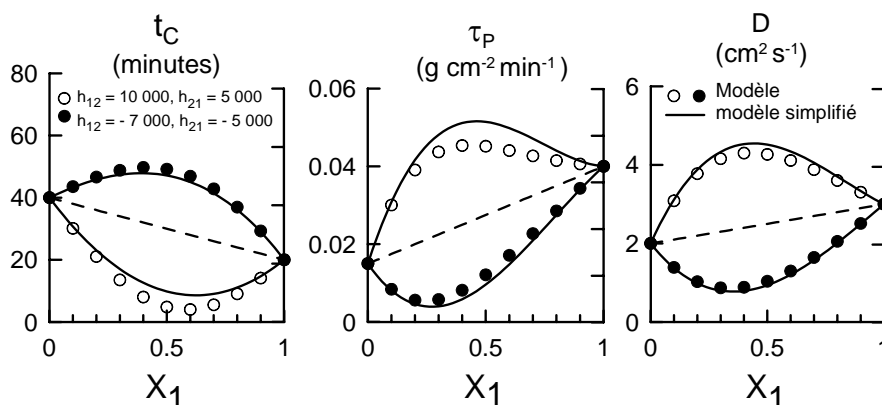 t_C
(minutes)
80
60
40
20
0
h₁₂ = 10 000, h₂₁ = 5 000
h₁₂ = - 7 000, h₂₁ = - 5 000
0
0.5
1
X₁
τ_P
(g cm⁻² min⁻¹)
0.06
0.04
0.02
0
0
0.5
1
X₁
D
(cm² s⁻¹)
6
4
2
0
Modèle
modèle simplifié
0
0.5
1
X₁